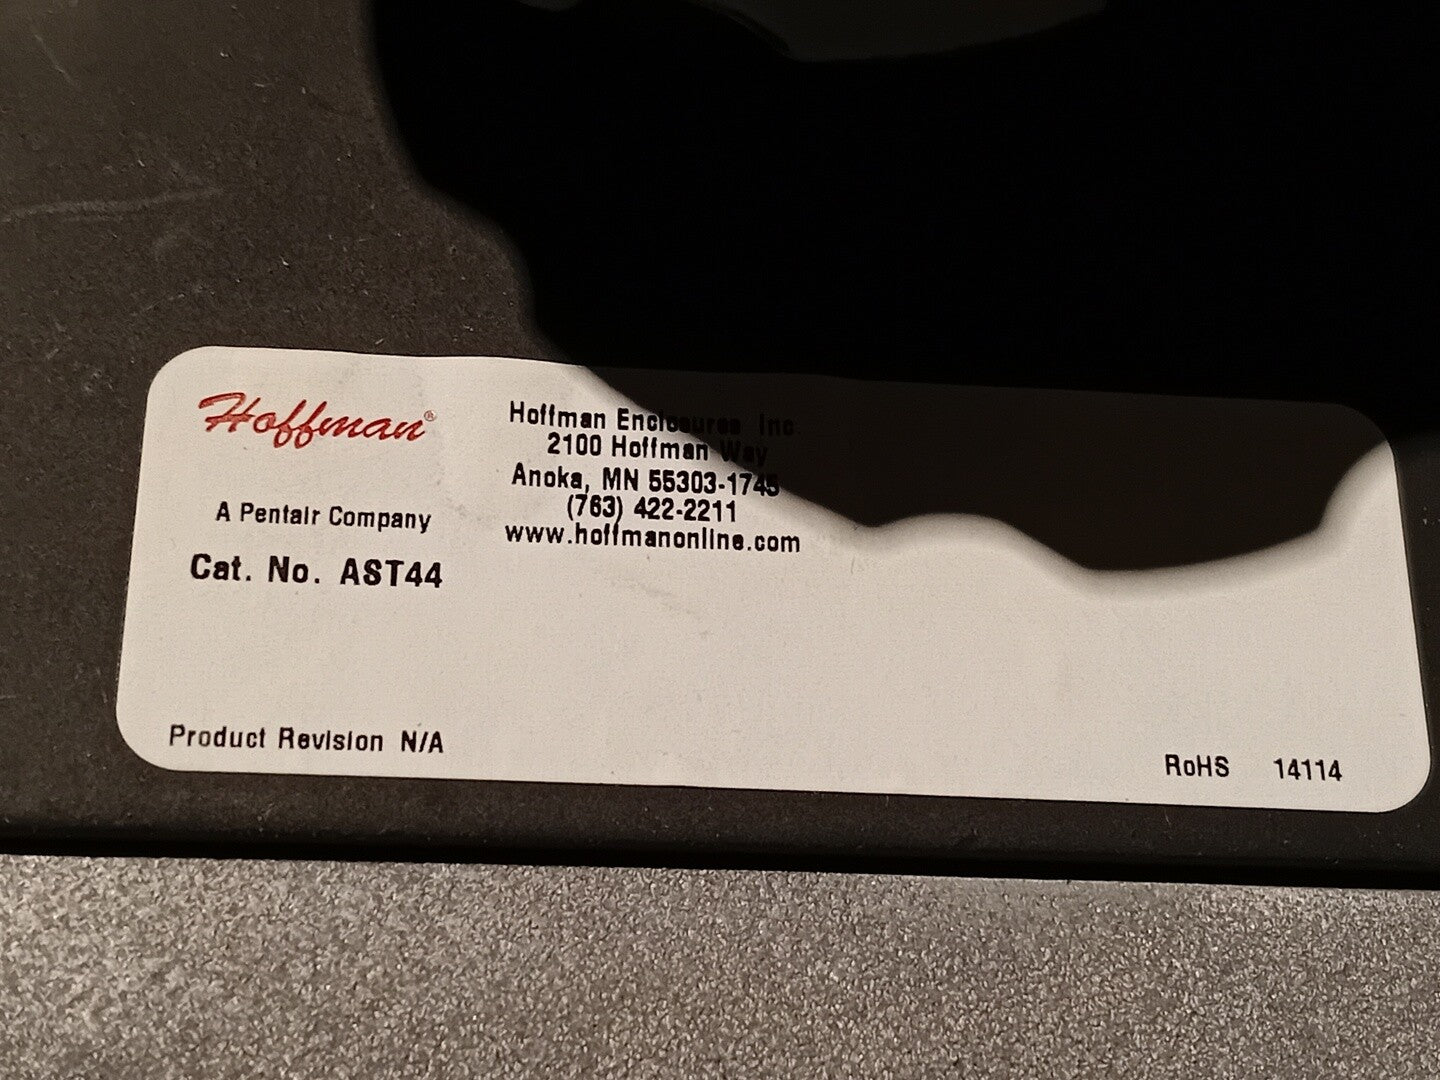 Hoffman®
A Pentair Company
Cat. No. AST44
Hoffman Enclosures Inc.
2100 Hoffman Way
Anoka, MN 55303-1745
(763) 422-2211
www.hoffmanonline.com
Product Revision N/A
RoHS 14114